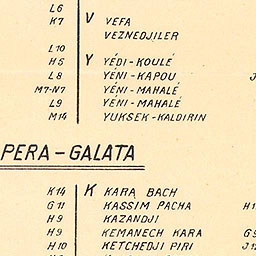 L6
K7 V VEFA
VEZNEDJILER
L10
H5 Y YÉDI-KOULÉ
L8 YÉNI-KAPOU
M7-N7 YÉNI-MAHALÉ
L9 YENI-MAHALÉ
M14 YUKSEK-KALDIRIN
PERA-GALATA
K14 K KARA BACH
G11 KASSIM PACHA H1
H9 KAZANDJI
H9 KEMANECH KARA G9
H10 KETCHEDJI PIRI J12